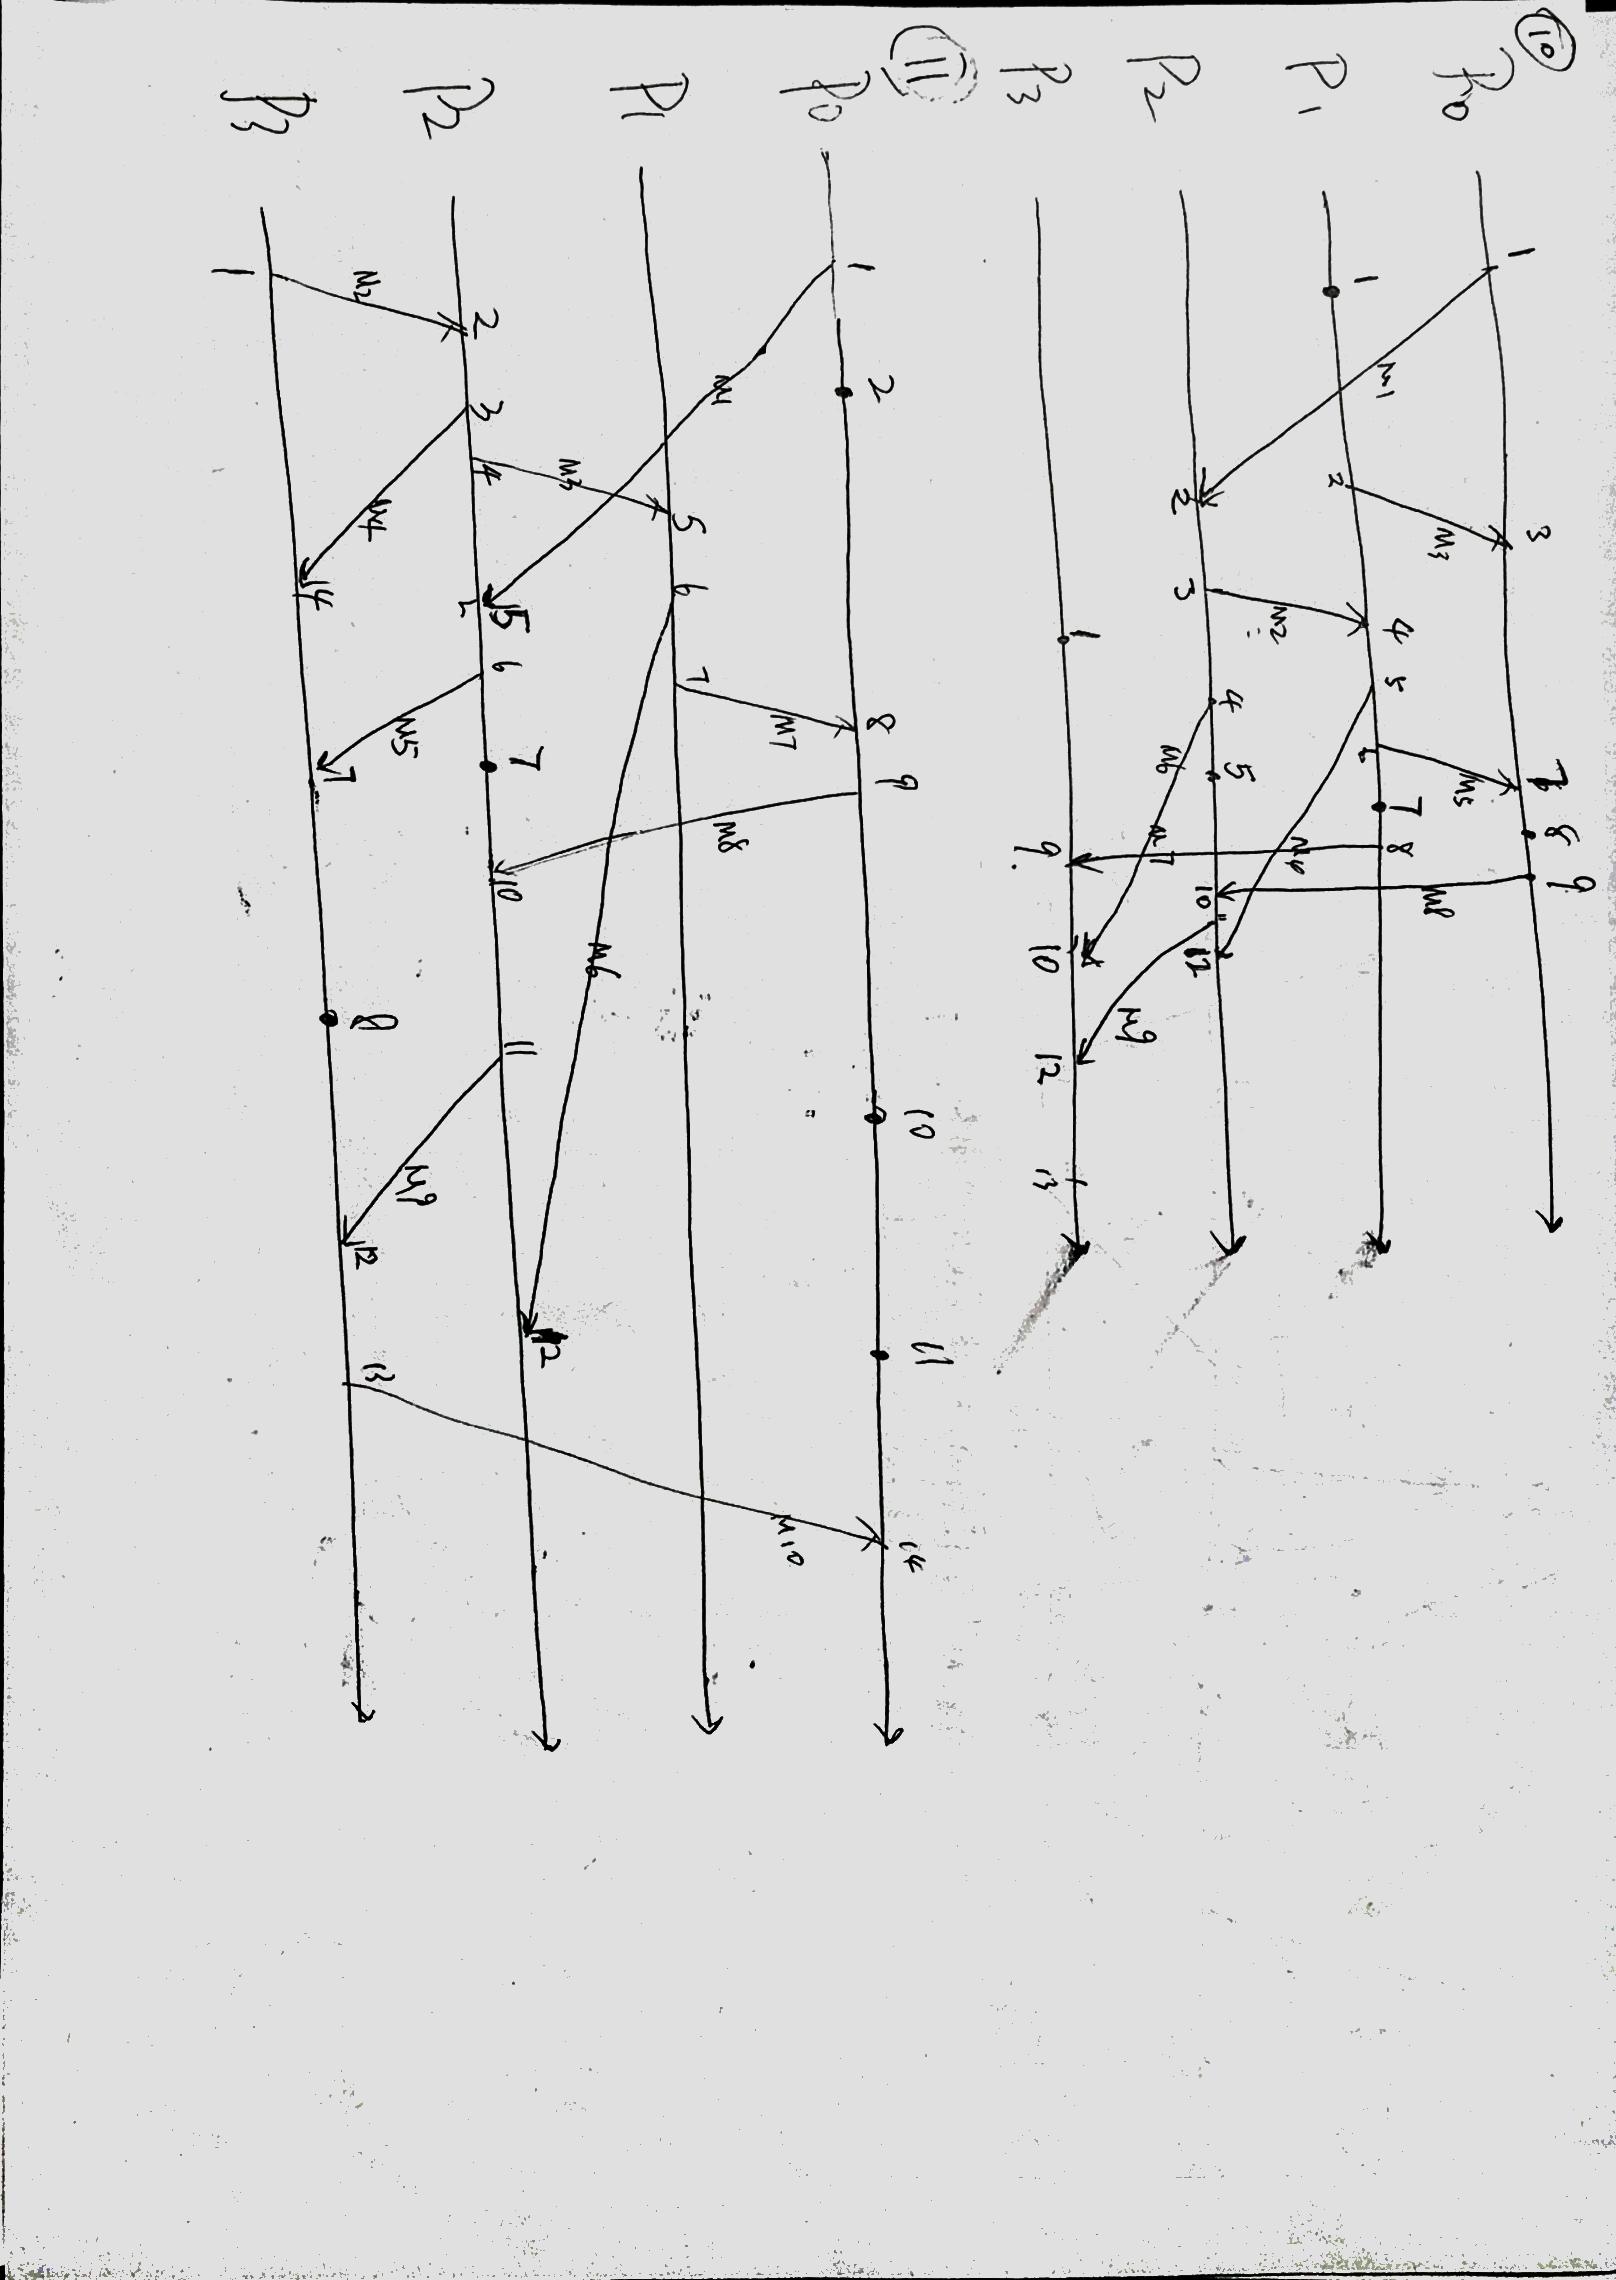 10
1 3 7 8 9
P0
M1 M3 M5 M8
1 2 4 5 6 7 8
P1
M2 M4
4 5
2 3 10 11 12
P2
M6 M7 M9
1
P3
9 10 12 13
11
1 2 8 9 10 11 14
P0
M1 M7 M8 M10
5 6 7
P1
M3 M6
2 3 4 5 6 7 10 11 12
P2
M2 M4 M5 M9
4 7 8 12 13
P3
1